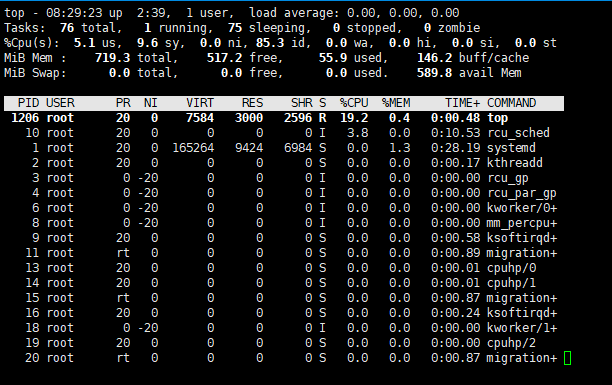 top - 08:29:23 up  2:39,  1 user,  load average: 0.00, 0.00, 0.00
Tasks:  76 total,   1 running,  75 sleeping,   0 stopped,   0 zombie
%Cpu(s):  5.1 us,  9.6 sy,  0.0 ni, 85.3 id,  0.0 wa,  0.0 hi,  0.0 si,  0.0 st
MiB Mem :    719.3 total,    517.2 free,     55.9 used,    146.2 buff/cache
MiB Swap:      0.0 total,      0.0 free,      0.0 used.    589.8 avail Mem
PID USER      PR  NI    VIRT    RES    SHR S  %CPU  %MEM     TIME+ COMMAND
1206 root      20   0    7584   3000   2596 R  19.2   0.4   0:00.48 top
10 root      20   0       0      0      0 I   3.8   0.0   0:10.53 rcu_sched
1 root      20   0  165264   9424   6984 S   0.0   1.3   0:28.19 systemd
2 root      20   0       0      0      0 S   0.0   0.0   0:00.17 kthreadd
3 root       0 -20       0      0      0 I   0.0   0.0   0:00.00 rcu_gp
4 root       0 -20       0      0      0 I   0.0   0.0   0:00.00 rcu_par_gp
6 root       0 -20       0      0      0 I   0.0   0.0   0:00.00 kworker/0+
8 root       0 -20       0      0      0 I   0.0   0.0   0:00.00 mm_percpu+
9 root      20   0       0      0      0 S   0.0   0.0   0:00.58 ksoftirqd+
11 root      rt   0       0      0      0 S   0.0   0.0   0:00.89 migration+
13 root      20   0       0      0      0 S   0.0   0.0   0:00.01 cpuhp/0
14 root      20   0       0      0      0 S   0.0   0.0   0:00.01 cpuhp/1
15 root      rt   0       0      0      0 S   0.0   0.0   0:00.87 migration+
16 root      20   0       0      0      0 S   0.0   0.0   0:00.24 ksoftirqd+
18 root       0 -20       0      0      0 I   0.0   0.0   0:00.00 kworker/1+
19 root      20   0       0      0      0 S   0.0   0.0   0:00.00 cpuhp/2
20 root      rt   0       0      0      0 S   0.0   0.0   0:00.87 migration+